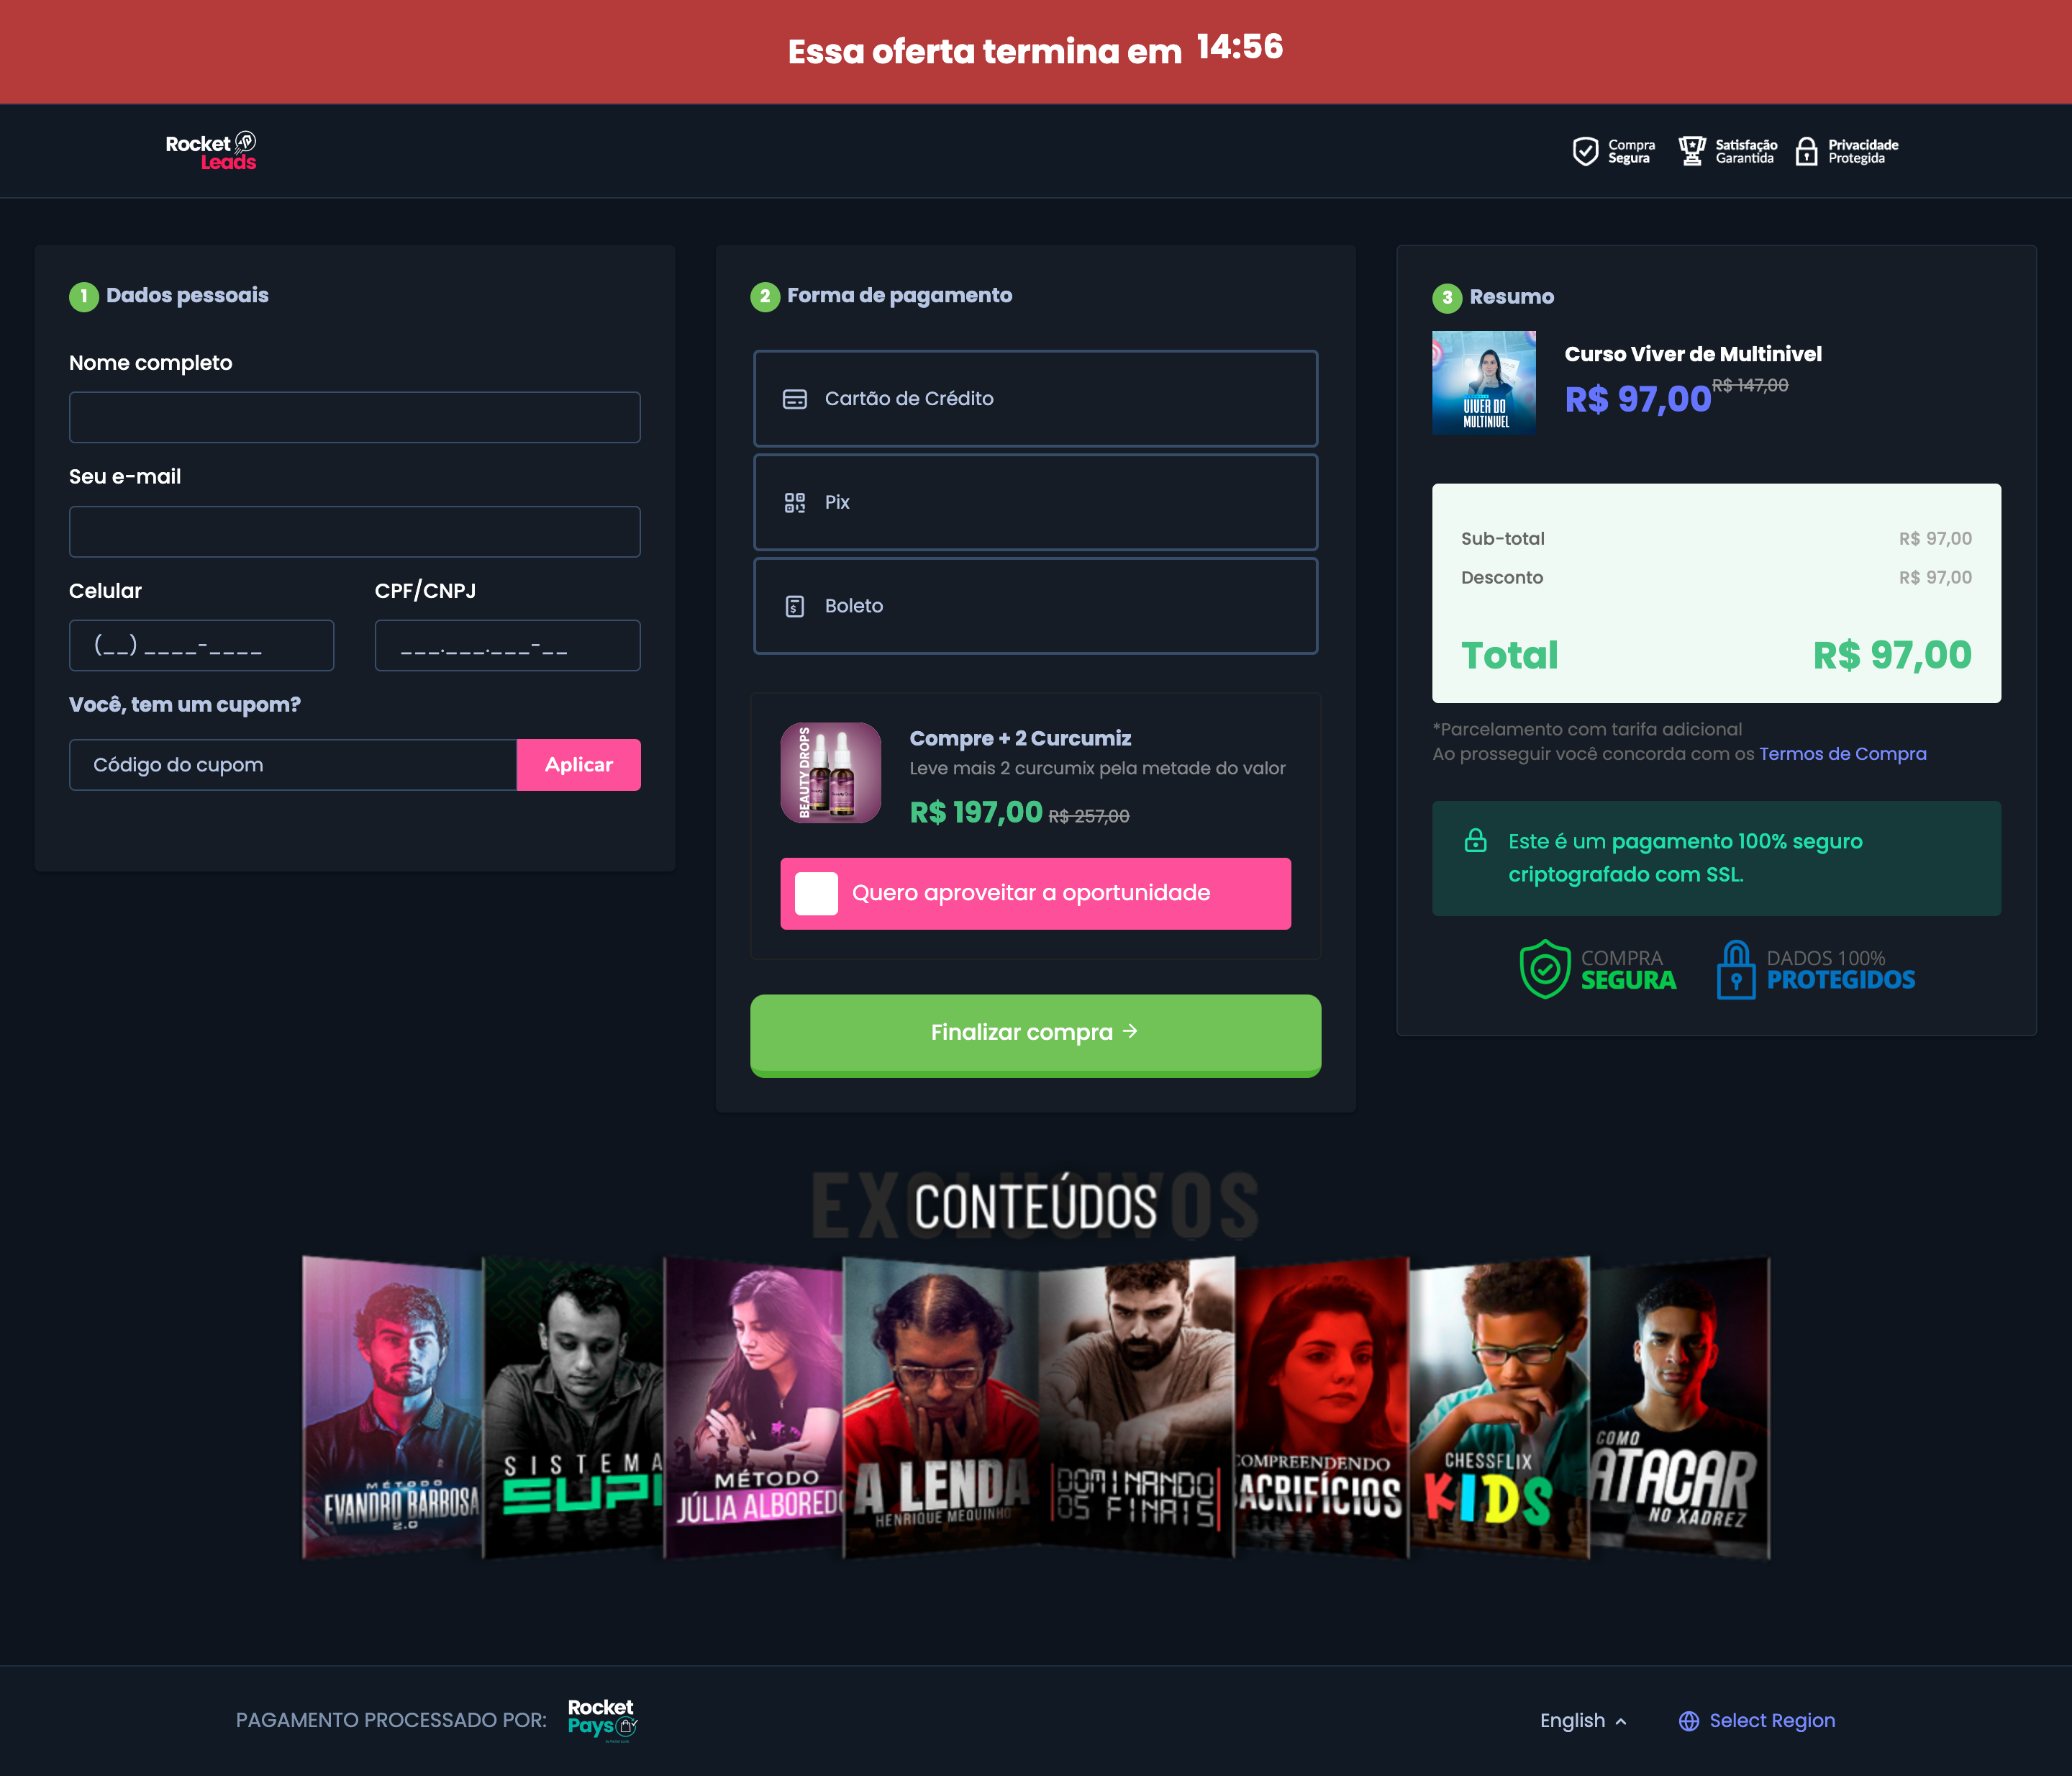 Essa oferta termina em 14:56
Rocket
Leads
Compra
Segura
Satisfação
Garantida
Privacidade
Protegida
1 Dados pessoais
Nome completo
Seu e-mail
Celular
CPF/CNPJ
(__) ____-____
___.___.___-__
Você, tem um cupom?
Código do cupom
Aplicar
2 Forma de pagamento
Cartão de Crédito
Pix
Boleto
BEAUTY DROPS
Compre + 2 Curcumiz
Leve mais 2 curcumix pela metade do valor
R$ 197,00 R$ 257,00
Quero aproveitar a oportunidade
Finalizar compra →
3 Resumo
VIVER DO
MULTINIVEL
Curso Viver de Multinivel
R$ 97,00 R$ 147,00
Sub-total R$ 97,00
Desconto R$ 97,00
Total R$ 97,00
*Parcelamento com tarifa adicional
Ao prosseguir você concorda com os Termos de Compra
Este é um pagamento 100% seguro
criptografado com SSL.
COMPRA
SEGURA
DADOS 100%
PROTEGIDOS
EXCLUSIVOS
CONTEÚDOS
MÉTODO
EVANDRO BARBOSA
2.0
SISTEMA
SUPI
MÉTODO
JÚLIA ALBOREDO
A LENDA
HENRIQUE MEQUINHO
DOMINANDO
OS FINAIS
COMPREENDENDO
SACRIFÍCIOS
CHESSFLIX
KIDS
COMO
ATACAR
NO XADREZ
PAGAMENTO PROCESSADO POR:
Rocket
Pays
English
Select Region